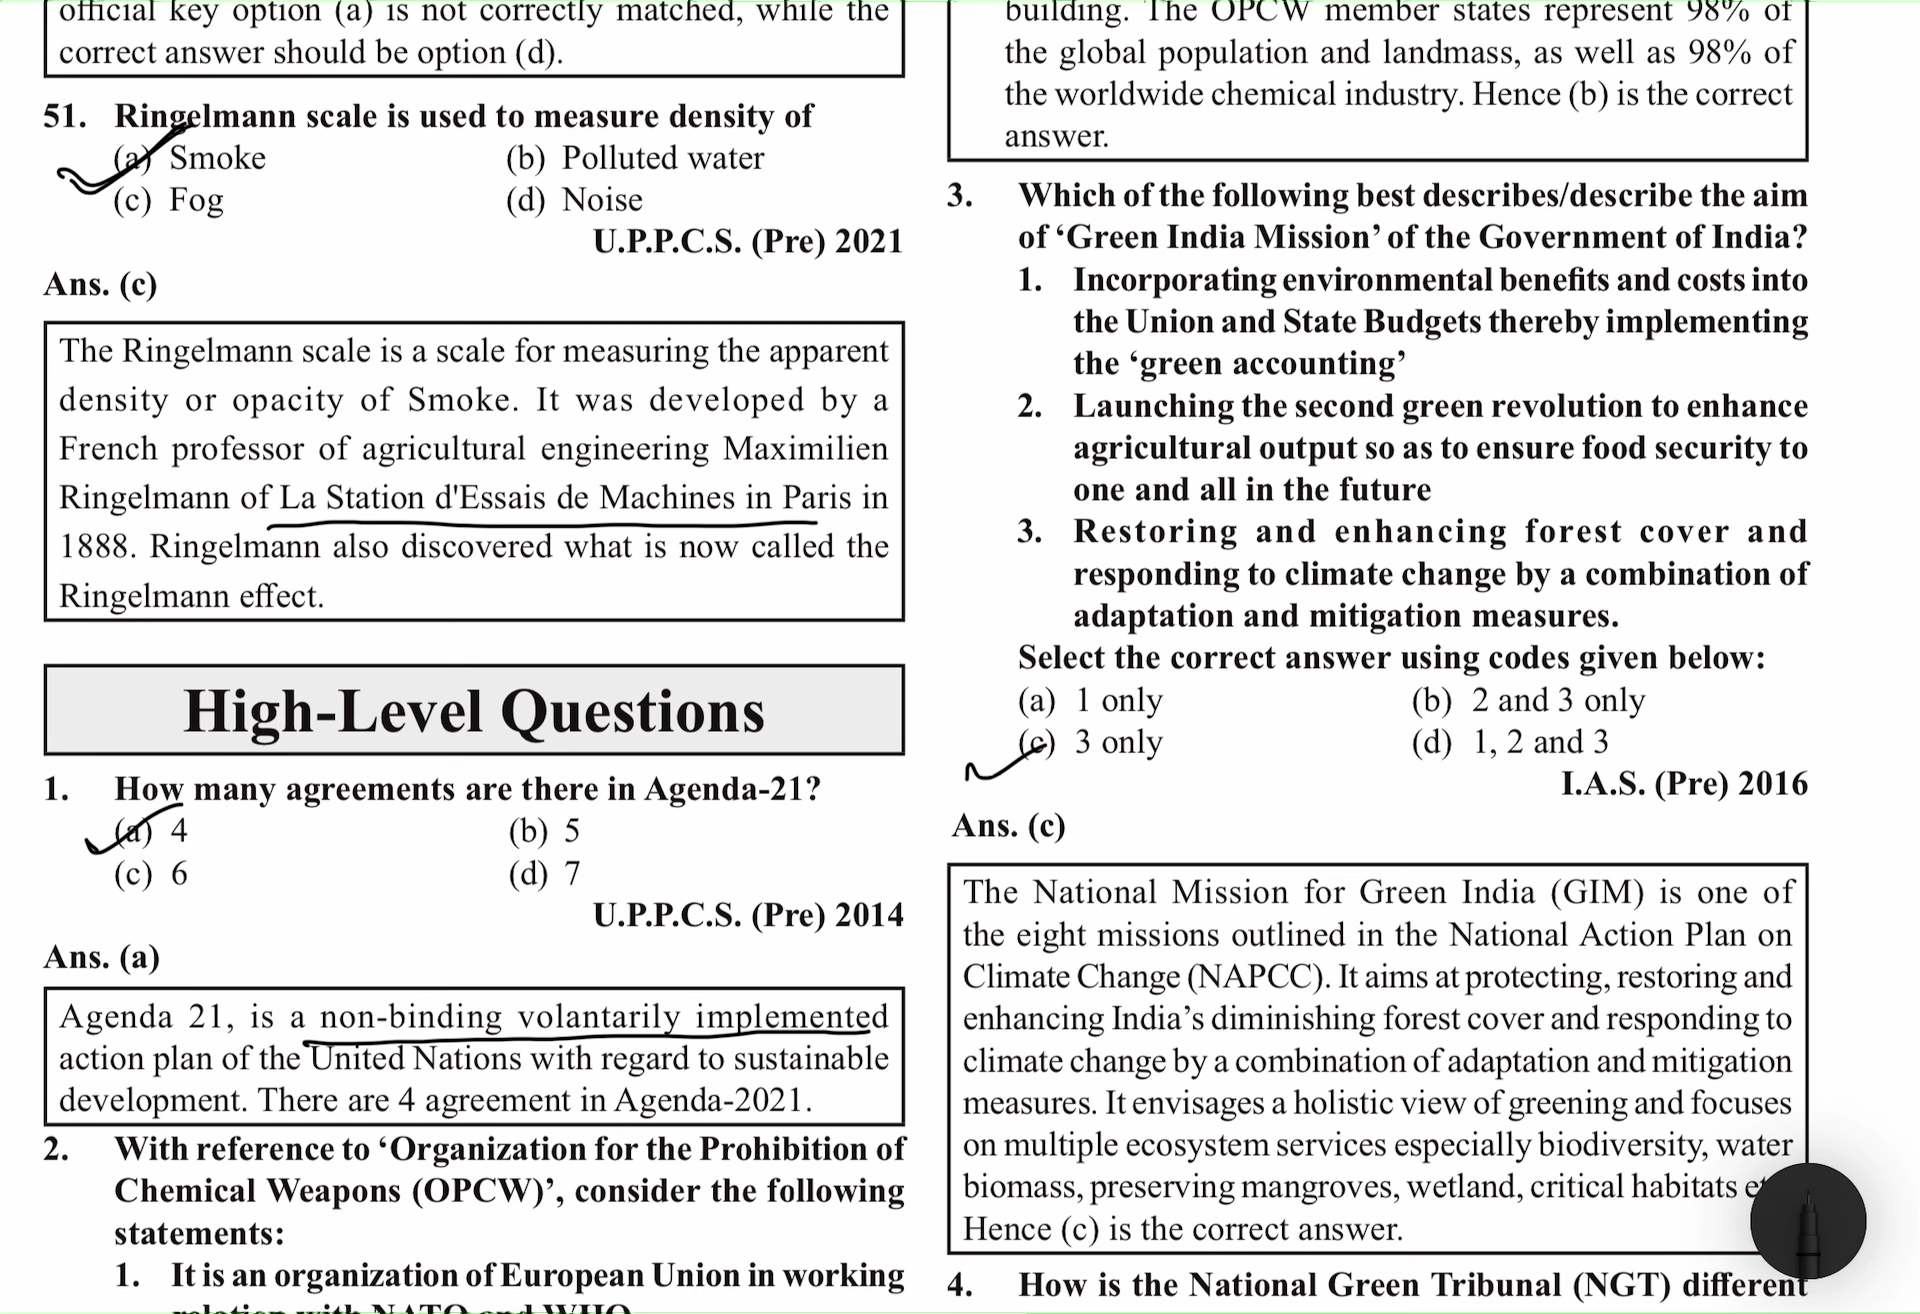 official key option (a) is not correctly matched, while the
correct answer should be option (d).
51. Ringelmann scale is used to measure density of
(a) Smoke (b) Polluted water
(c) Fog (d) Noise
U.P.P.C.S. (Pre) 2021
Ans. (c)
The Ringelmann scale is a scale for measuring the apparent
density or opacity of Smoke. It was developed by a
French professor of agricultural engineering Maximilien
Ringelmann of La Station d'Essais de Machines in Paris in
1888. Ringelmann also discovered what is now called the
Ringelmann effect.
High-Level Questions
1. How many agreements are there in Agenda-21?
(a) 4 (b) 5
(c) 6 (d) 7
U.P.P.C.S. (Pre) 2014
Ans. (a)
Agenda 21, is a non-binding volantarily implemented
action plan of the United Nations with regard to sustainable
development. There are 4 agreement in Agenda-2021.
2. With reference to ‘Organization for the Prohibition of
Chemical Weapons (OPCW)’, consider the following
statements:
1. It is an organization of European Union in working
relation with NATO and WHO
building. The OPCW member states represent 98% of
the global population and landmass, as well as 98% of
the worldwide chemical industry. Hence (b) is the correct
answer.
3. Which of the following best describes/describe the aim
of ‘Green India Mission’ of the Government of India?
1. Incorporating environmental benefits and costs into
the Union and State Budgets thereby implementing
the ‘green accounting’
2. Launching the second green revolution to enhance
agricultural output so as to ensure food security to
one and all in the future
3. Restoring and enhancing forest cover and
responding to climate change by a combination of
adaptation and mitigation measures.
Select the correct answer using codes given below:
(a) 1 only (b) 2 and 3 only
(c) 3 only (d) 1, 2 and 3
I.A.S. (Pre) 2016
Ans. (c)
The National Mission for Green India (GIM) is one of
the eight missions outlined in the National Action Plan on
Climate Change (NAPCC). It aims at protecting, restoring and
enhancing India’s diminishing forest cover and responding to
climate change by a combination of adaptation and mitigation
measures. It envisages a holistic view of greening and focuses
on multiple ecosystem services especially biodiversity, water
biomass, preserving mangroves, wetland, critical habitats
Hence (c) is the correct answer.
4. How is the National Green Tribunal (NGT) different